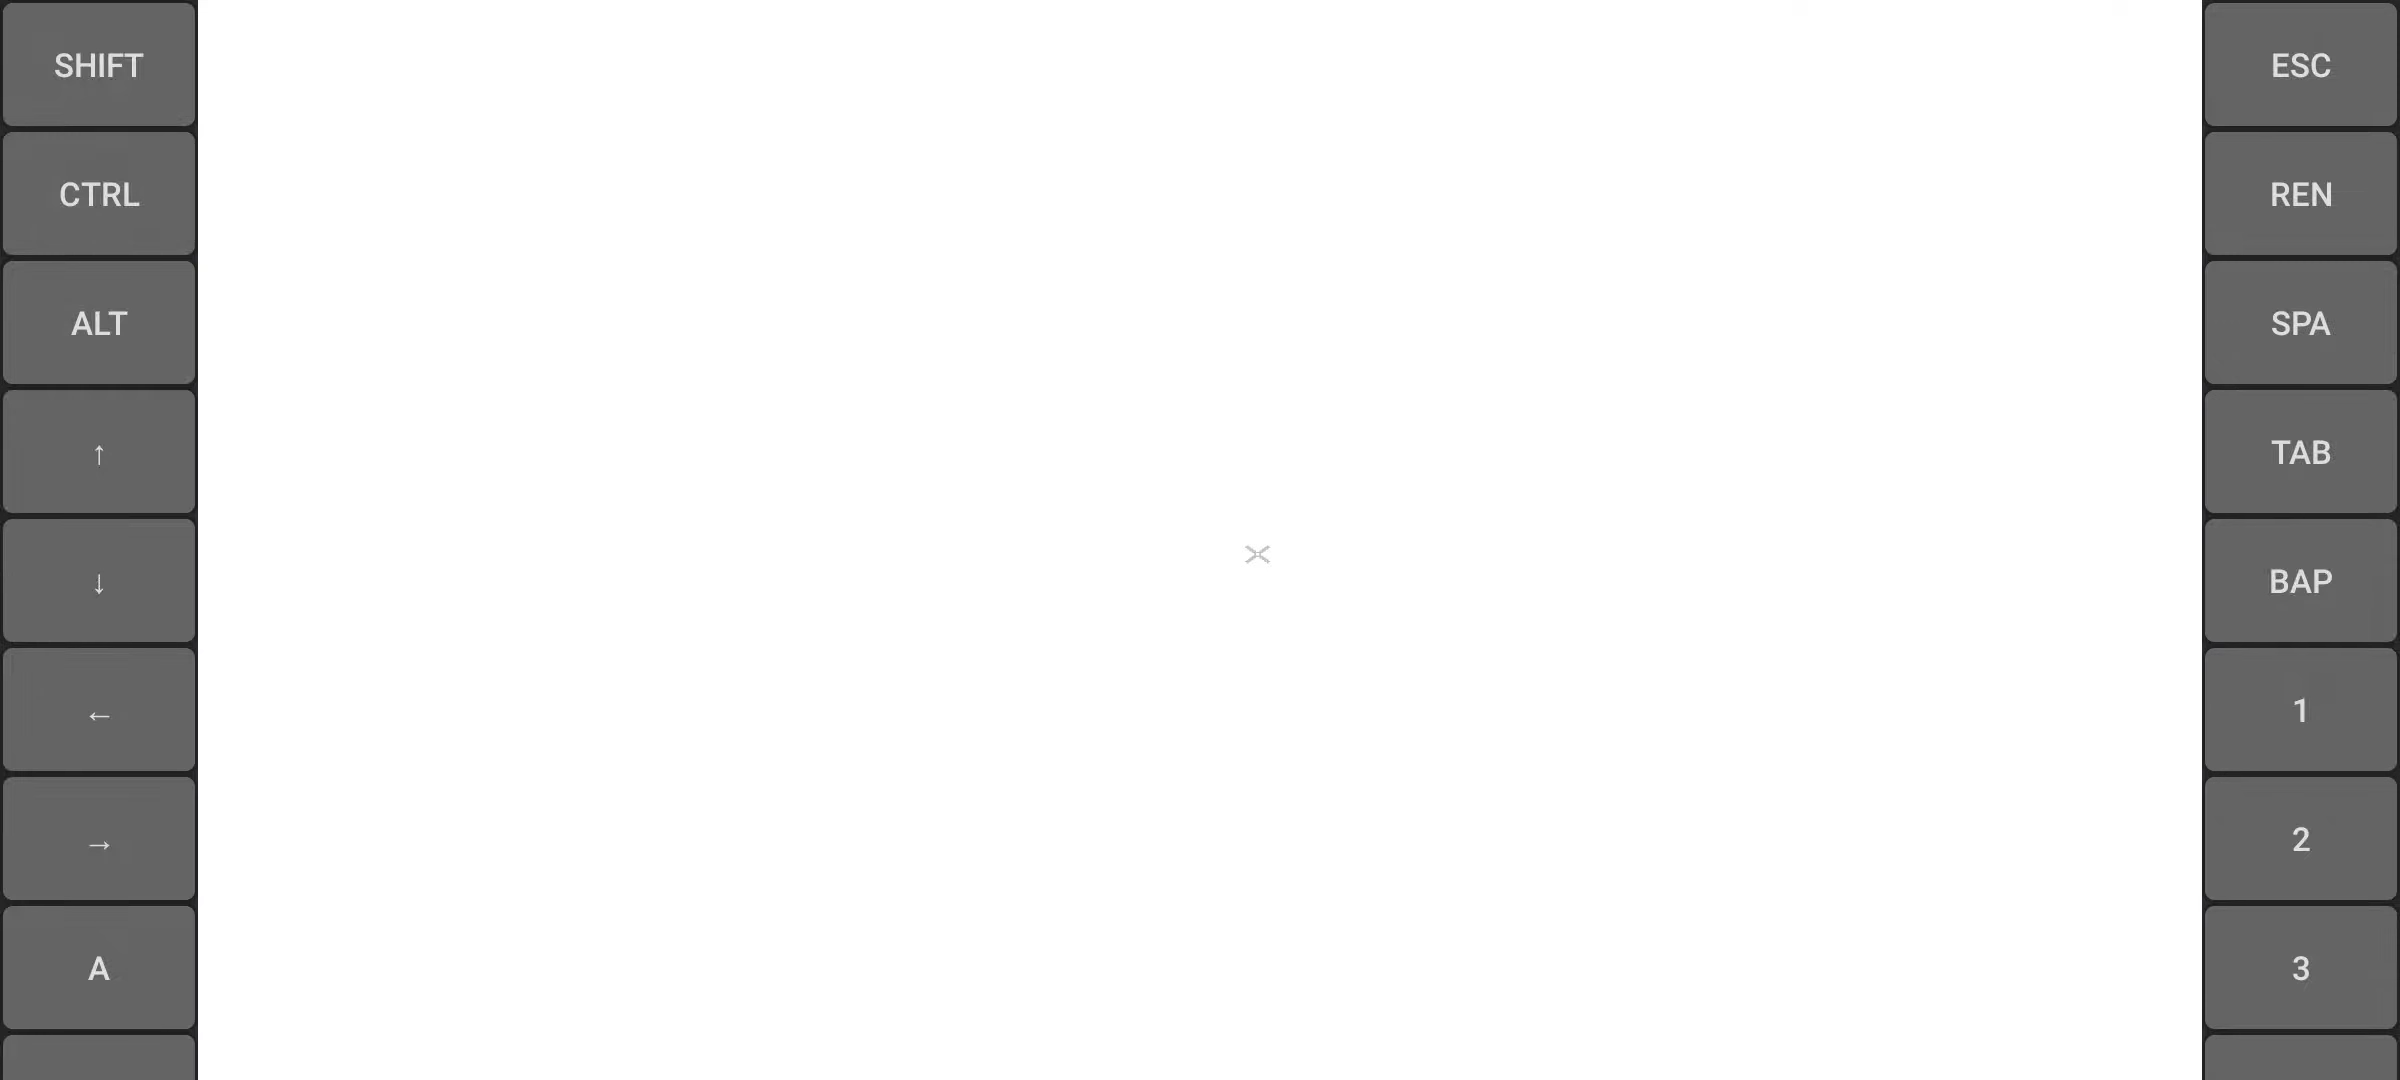 SHIFT
CTRL
ALT
↑
↓
←
→
A
ESC
REN
SPA
TAB
BAP
1
2
3